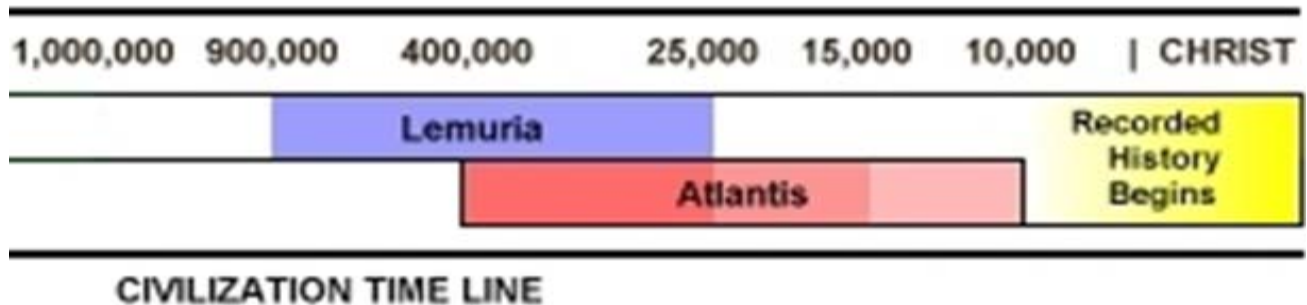 1,000,000 900,000 400,000 25,000 15,000 10,000 | CHRIST
Lemuria
Atlantis
Recorded
History
Begins
CIVILIZATION TIME LINE